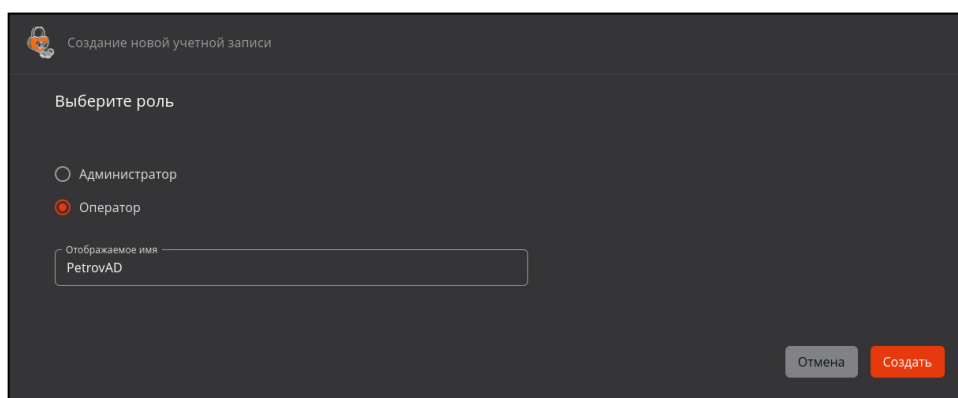 Создание новой учетной записи
Выберите роль
Администратор
Оператор
Отображаемое имя
PetrovAD
Отмена
Создать